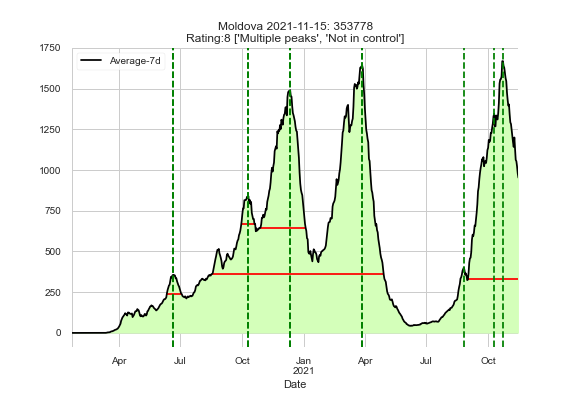 Moldova 2021-11-15: 353778
Rating:8 ['Multiple peaks', 'Not in control']
1750
Average-7d
1500
1250
1000
750
500
250
0
Apr Jul Oct Jan Apr Jul Oct
2021
Date